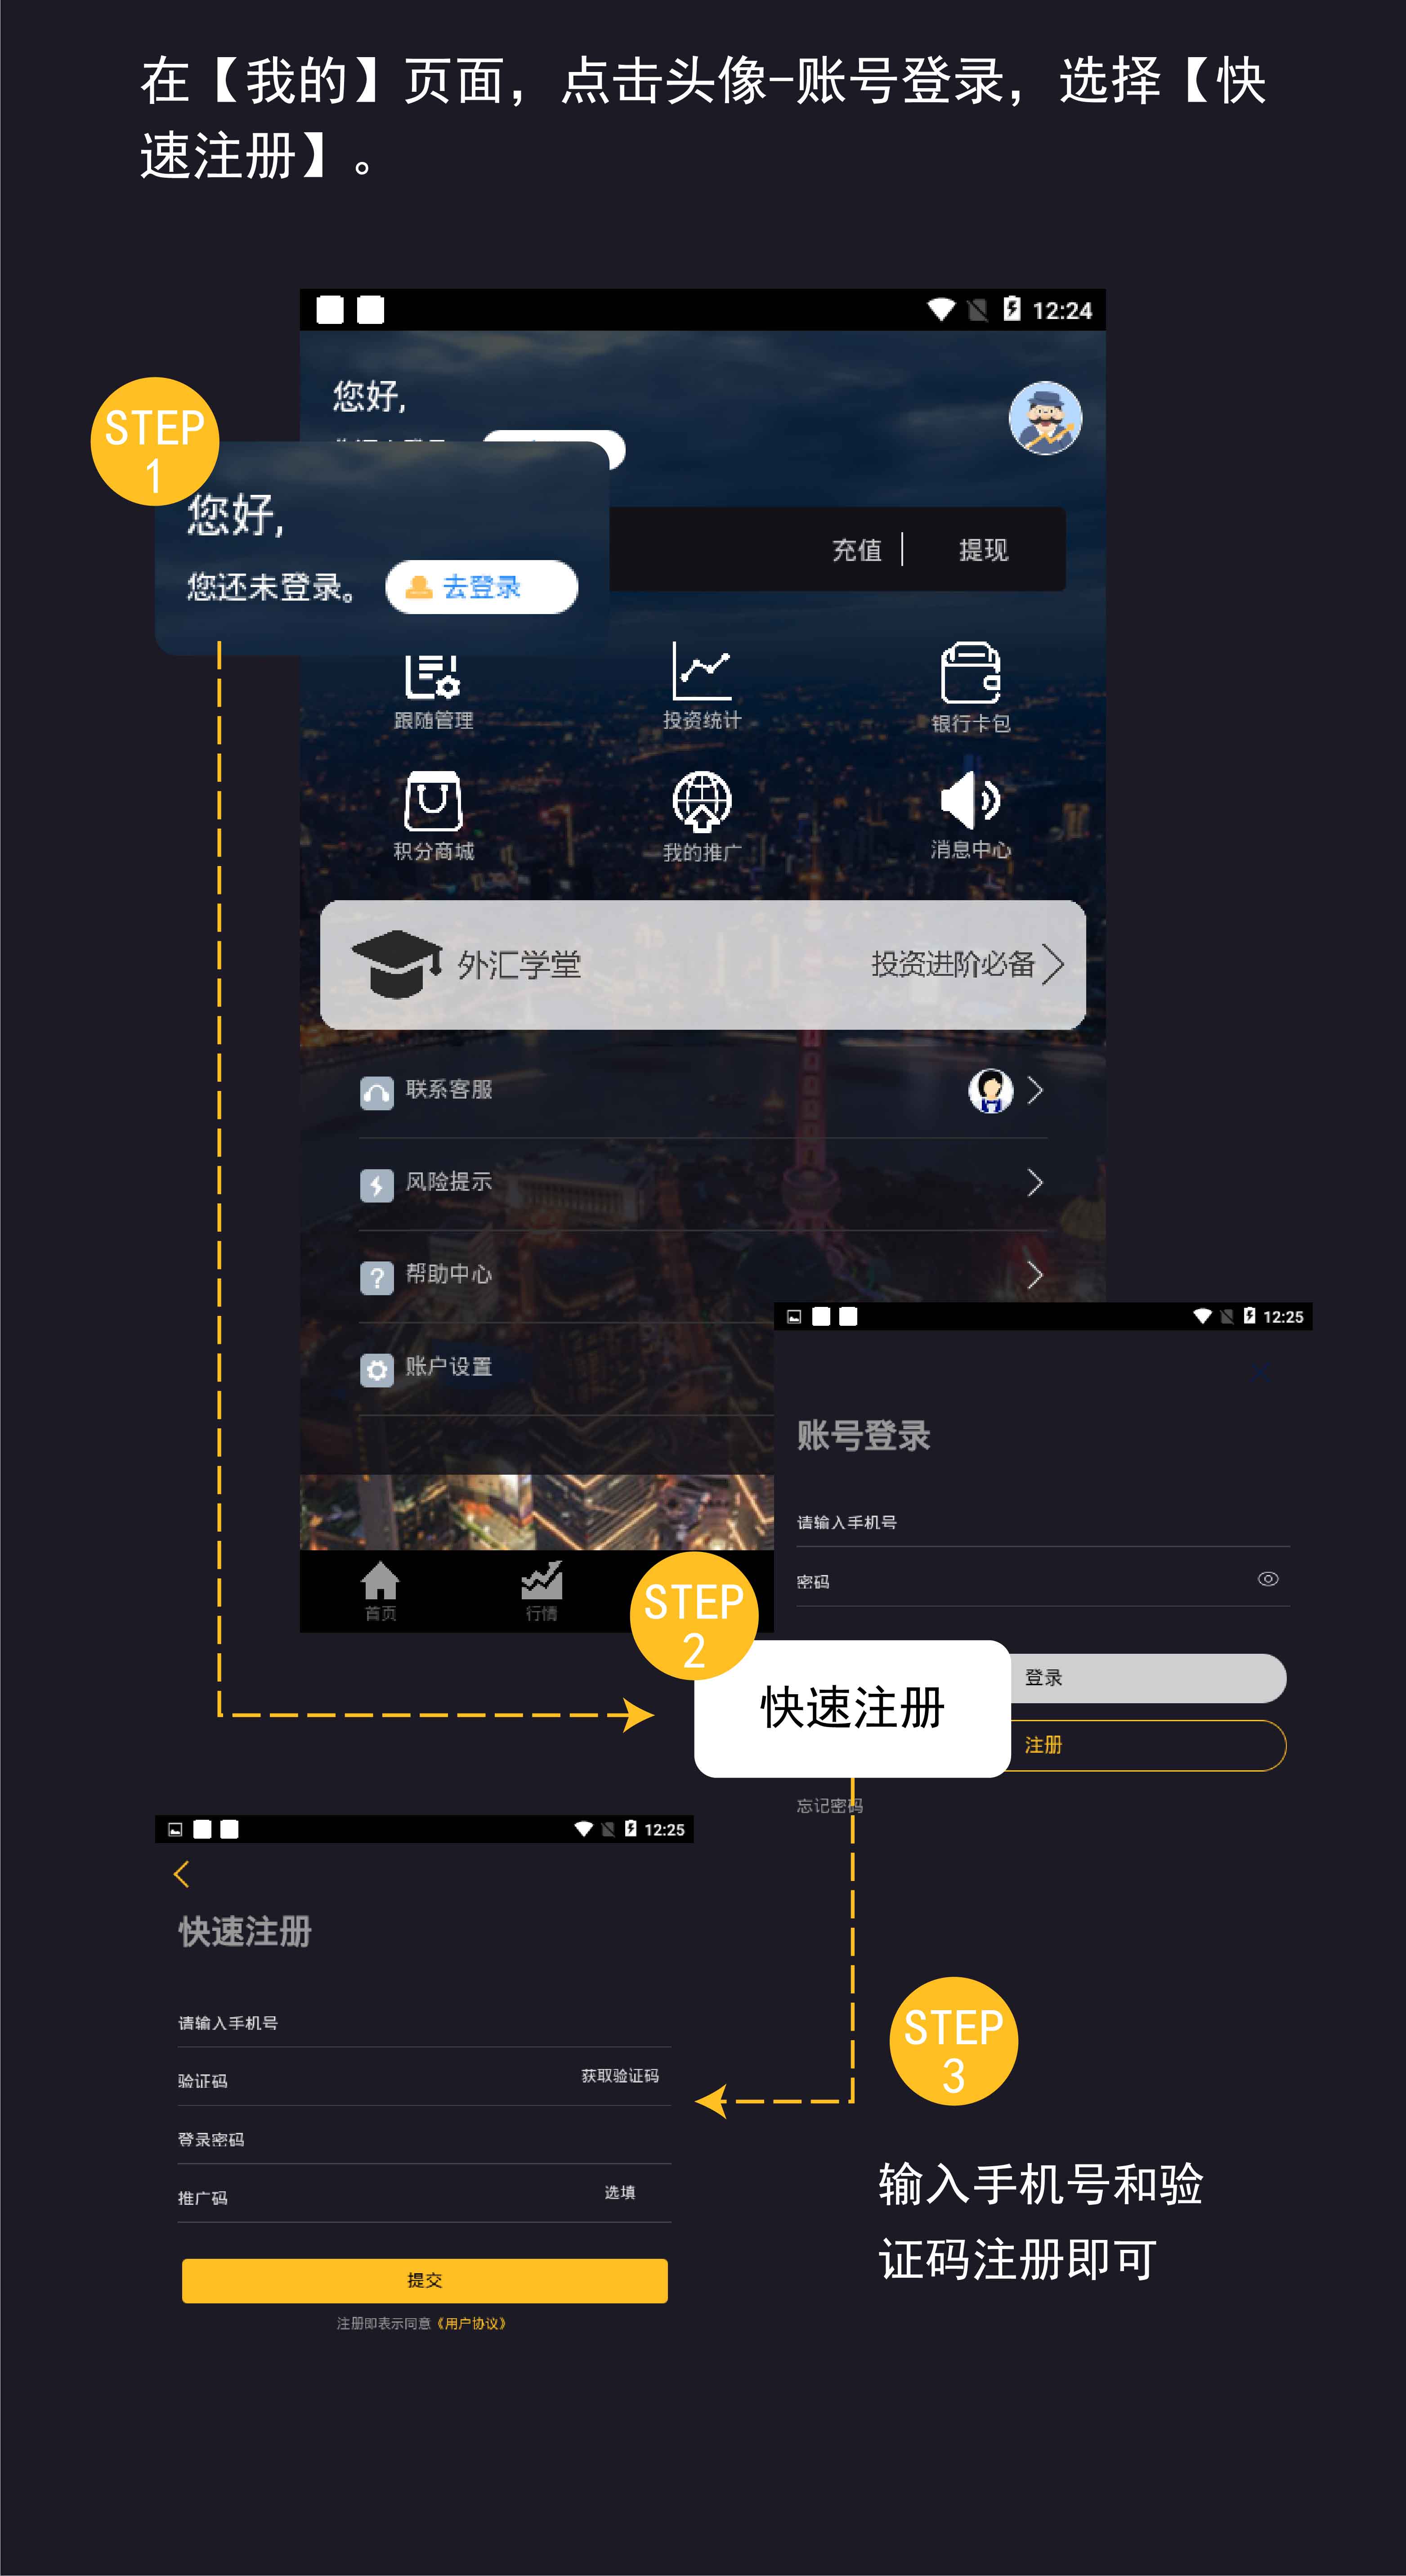 在【我的】页面，点击头像-账号登录，选择【快
速注册】。
12:24
您好,
STEP
1
您好,
您还未登录。 去登录
充值 | 提现
跟随管理 投资统计 银行卡包
积分商城 我的推广 消息中心
外汇学堂 投资进阶必备
联系客服
风险提示
帮助中心
账户设置
首页 行情
12:25
账号登录
请输入手机号
密码
STEP
2
快速注册
登录
注册
忘记密码
12:25
快速注册
请输入手机号
验证码 获取验证码
登录密码
推广码 选填
提交
注册即表示同意《用户协议》
STEP
3
输入手机号和验
证码注册即可